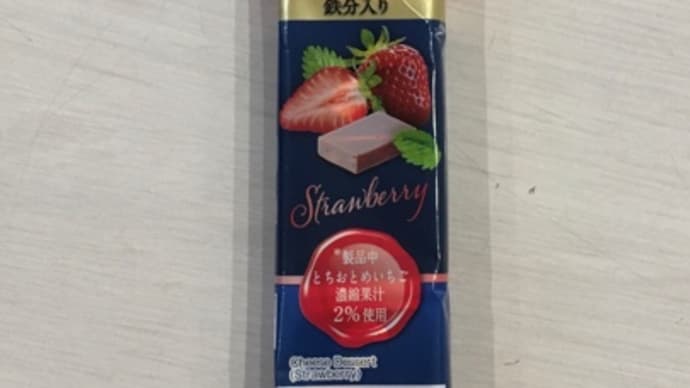 鉄分入り
Strawberry
※製品中
とちおとめいちご
濃縮果汁
2%使用
Cheese Dessert
(Strawberry)